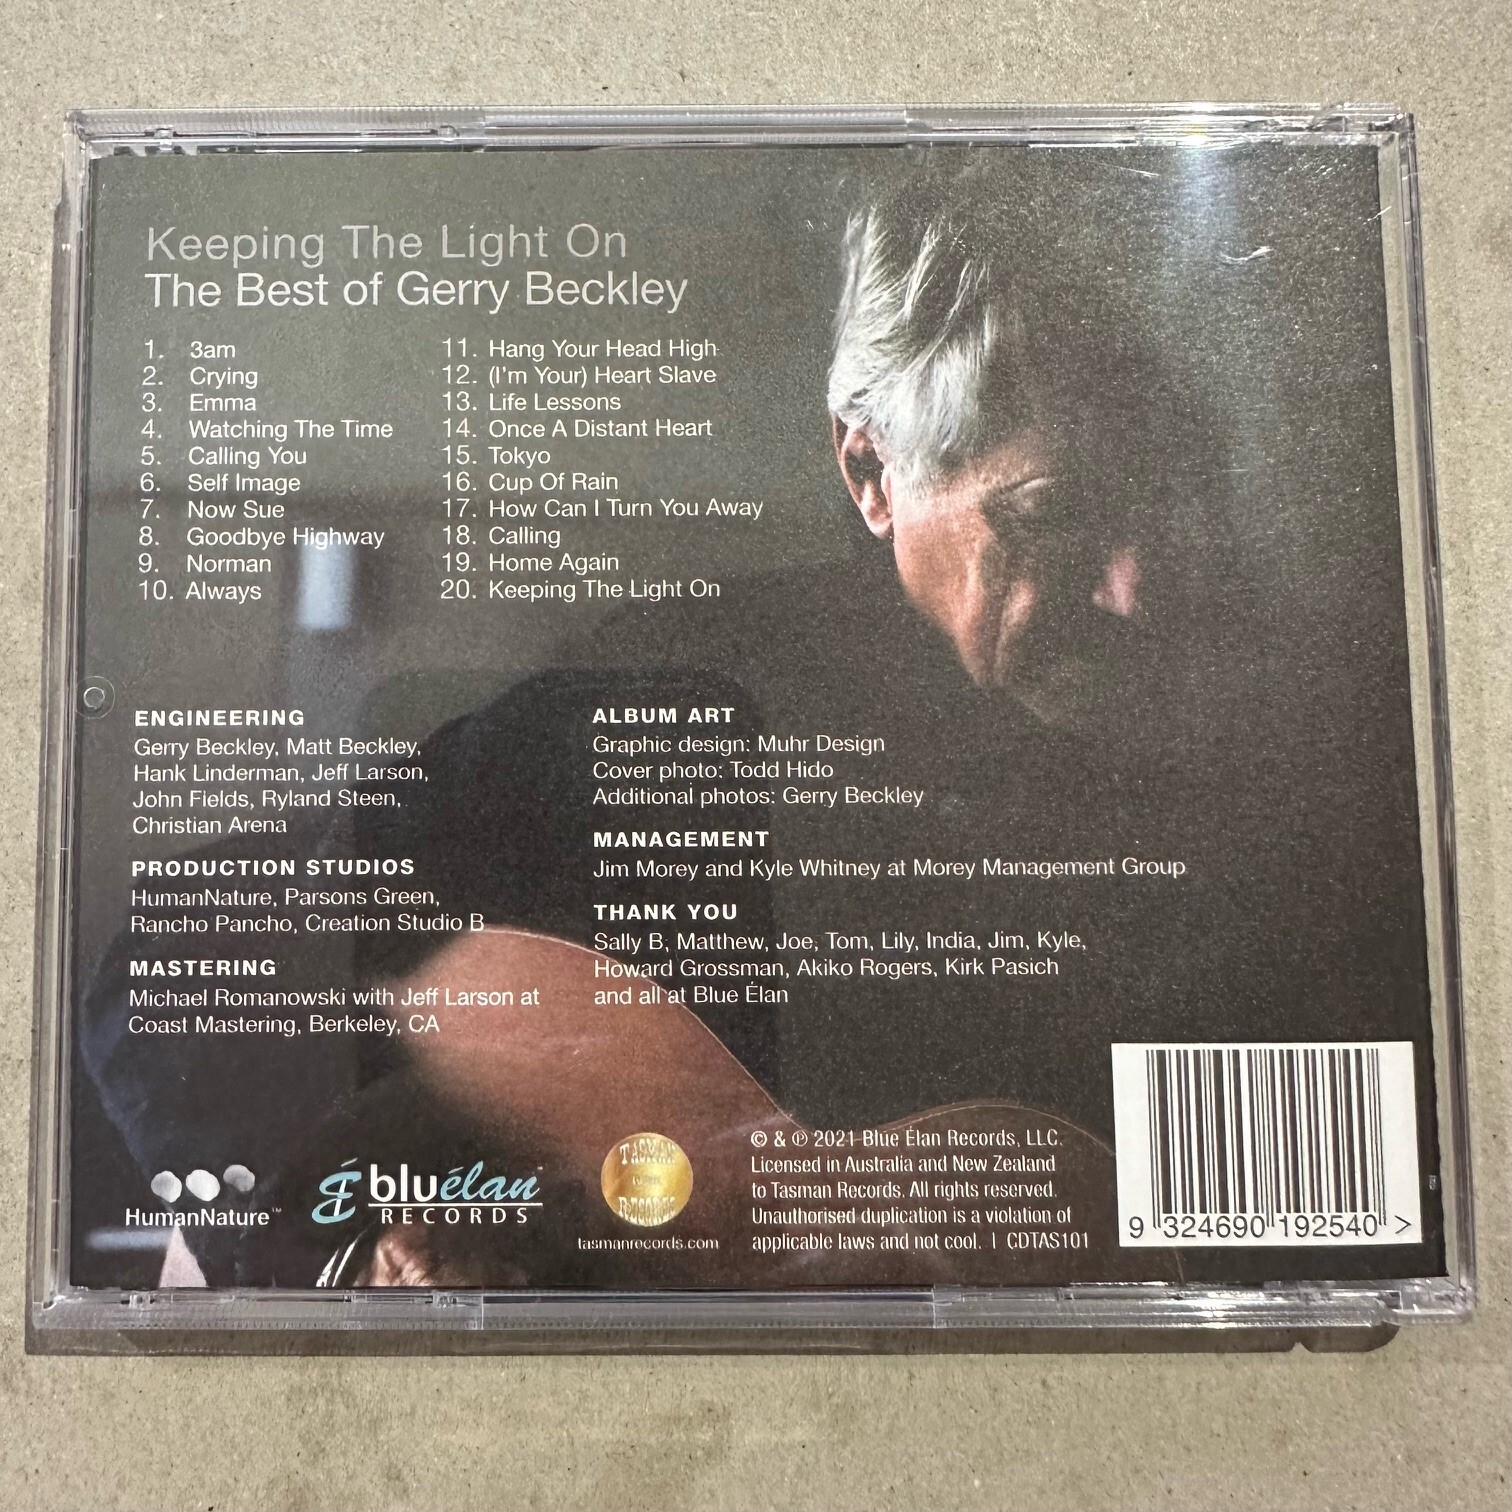 Keeping The Light On
The Best of Gerry Beckley
1. 3am
2. Crying
3. Emma
4. Watching The Time
5. Calling You
6. Self Image
7. Now Sue
8. Goodbye Highway
9. Norman
10. Always
11. Hang Your Head High
12. (I'm Your) Heart Slave
13. Life Lessons
14. Once A Distant Heart
15. Tokyo
16. Cup Of Rain
17. How Can I Turn You Away
18. Calling
19. Home Again
20. Keeping The Light On
ENGINEERING
Gerry Beckley, Matt Beckley,
Hank Linderman, Jeff Larson,
John Fields, Ryland Steen,
Christian Arena
PRODUCTION STUDIOS
HumanNature, Parsons Green,
Rancho Pancho, Creation Studio B
MASTERING
Michael Romanowski with Jeff Larson at
Coast Mastering, Berkeley, CA
ALBUM ART
Graphic design: Muhr Design
Cover photo: Todd Hido
Additional photos: Gerry Beckley
MANAGEMENT
Jim Morey and Kyle Whitney at Morey Management Group
THANK YOU
Sally B, Matthew, Joe, Tom, Lily, India, Jim, Kyle,
Howard Grossman, Akiko Rogers, Kirk Pasich
and all at Blue Élan
HumanNature™
bluélan™
RECORDS
TASMAN
RECORDS
tasmanrecords.com
© & ℗ 2021 Blue Élan Records, LLC.
Licensed in Australia and New Zealand
to Tasman Records. All rights reserved.
Unauthorised duplication is a violation of
applicable laws and not cool. | CDTAS101
9 324690 192540 >